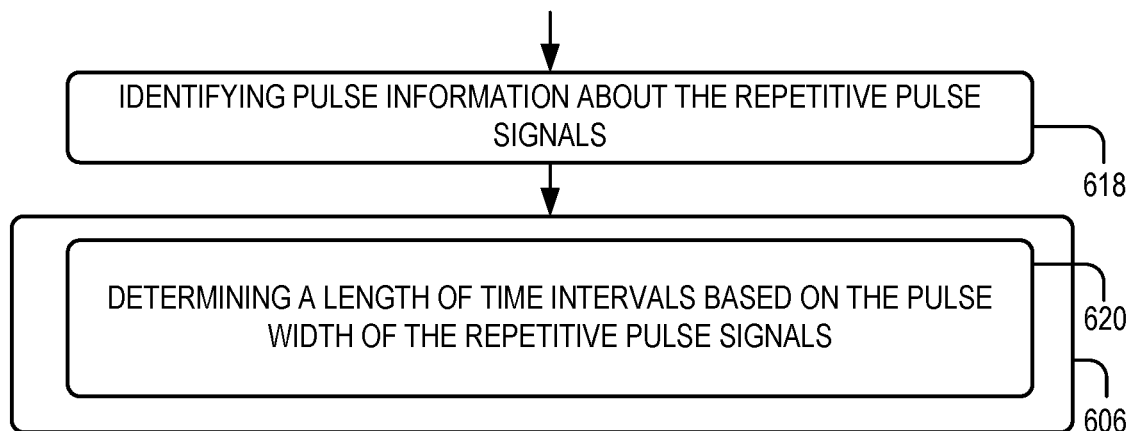 IDENTIFYING PULSE INFORMATION ABOUT THE REPETITIVE PULSE
SIGNALS
618
DETERMINING A LENGTH OF TIME INTERVALS BASED ON THE PULSE
WIDTH OF THE REPETITIVE PULSE SIGNALS
620
606